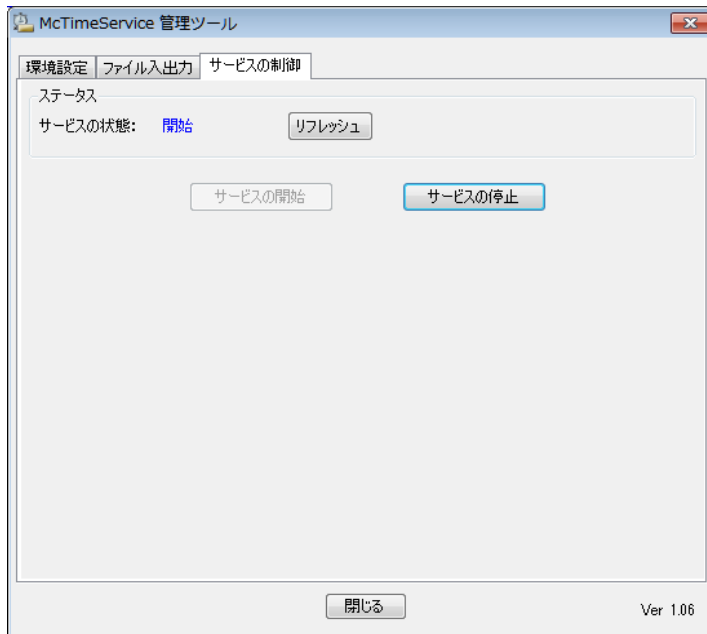 McTimeService 管理ツール
環境設定 ファイル入出力 サービスの制御
ステータス
サービスの状態: 開始 リフレッシュ
サービスの開始 サービスの停止
閉じる
Ver 1.06